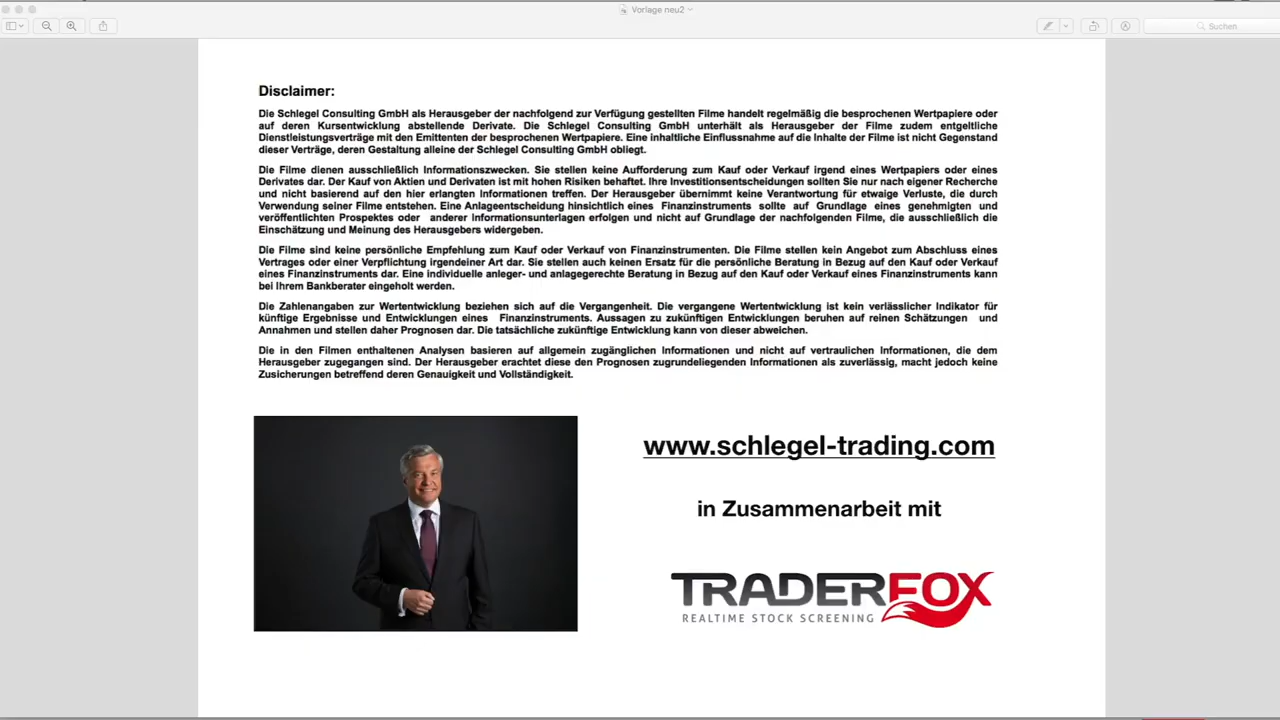 Vorlage neu2
Suchen
Disclaimer:
Die Schlegel Consulting GmbH als Herausgeber der nachfolgend zur Verfügung gestellten Filme handelt regelmäßig die besprochenen Wertpapiere oder
auf deren Kursentwicklung abstellende Derivate. Die Schlegel Consulting GmbH unterhält als Herausgeber der Filme zudem entgeltliche
Dienstleistungsverträge mit den Emittenten der besprochenen Wertpapiere. Eine inhaltliche Einflussnahme auf die Inhalte der Filme ist nicht Gegenstand
dieser Verträge, deren Gestaltung alleine der Schlegel Consulting GmbH obliegt.
Die Filme dienen ausschließlich Informationszwecken. Sie stellen keine Aufforderung zum Kauf oder Verkauf irgend eines Wertpapiers oder eines
Derivates dar. Der Kauf von Aktien und Derivaten ist mit hohen Risiken behaftet. Ihre Investitionsentscheidungen sollten Sie nur nach eigener Recherche
und nicht basierend auf den hier erlangten Informationen treffen. Der Herausgeber übernimmt keine Verantwortung für etwaige Verluste, die durch
Verwendung seiner Filme entstehen. Eine Anlageentscheidung hinsichtlich eines Finanzinstruments sollte auf Grundlage eines genehmigten und
veröffentlichten Prospektes oder anderer Informationsunterlagen erfolgen und nicht auf Grundlage der nachfolgenden Filme, die ausschließlich die
Einschätzung und Meinung des Herausgebers widergeben.
Die Filme sind keine persönliche Empfehlung zum Kauf oder Verkauf von Finanzinstrumenten. Die Filme stellen kein Angebot zum Abschluss eines
Vertrages oder einer Verpflichtung irgendeiner Art dar. Sie stellen auch keinen Ersatz für die persönliche Beratung in Bezug auf den Kauf oder Verkauf
eines Finanzinstruments dar. Eine individuelle anleger- und anlagegerechte Beratung in Bezug auf den Kauf oder Verkauf eines Finanzinstruments kann
bei Ihrem Bankberater eingeholt werden.
Die Zahlenangaben zur Wertentwicklung beziehen sich auf die Vergangenheit. Die vergangene Wertentwicklung ist kein verlässlicher Indikator für
künftige Ergebnisse und Entwicklungen eines Finanzinstruments. Aussagen zu zukünftigen Entwicklungen beruhen auf reinen Schätzungen und
Annahmen und stellen daher Prognosen dar. Die tatsächliche zukünftige Entwicklung kann von dieser abweichen.
Die in den Filmen enthaltenen Analysen basieren auf allgemein zugänglichen Informationen und nicht auf vertraulichen Informationen, die dem
Herausgeber zugegangen sind. Der Herausgeber erachtet diese den Prognosen zugrundeliegenden Informationen als zuverlässig, macht jedoch keine
Zusicherungen betreffend deren Genauigkeit und Vollständigkeit.
www.schlegel-trading.com
in Zusammenarbeit mit
TRADERFOX
REALTIME STOCK SCREENING